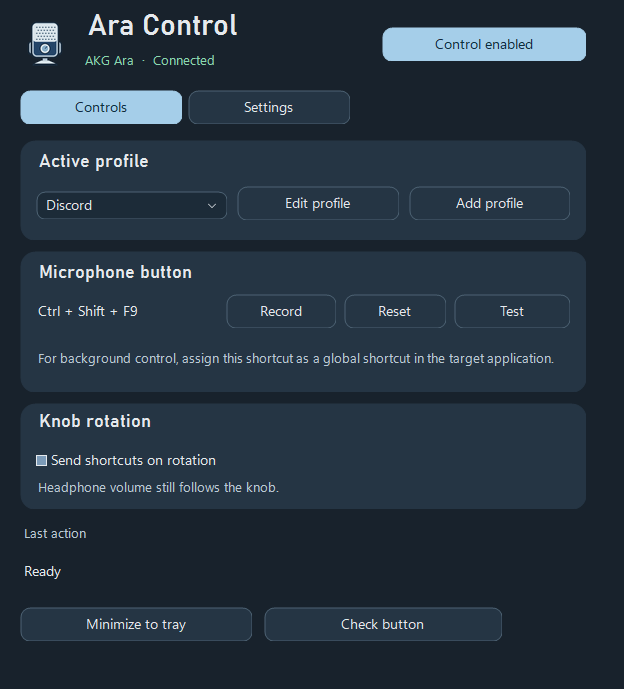 Ara Control
AKG Ara · Connected
Control enabled
Controls
Settings
Active profile
Discord
Edit profile
Add profile
Microphone button
Ctrl + Shift + F9
Record
Reset
Test
For background control, assign this shortcut as a global shortcut in the target application.
Knob rotation
Send shortcuts on rotation
Headphone volume still follows the knob.
Last action
Ready
Minimize to tray
Check button